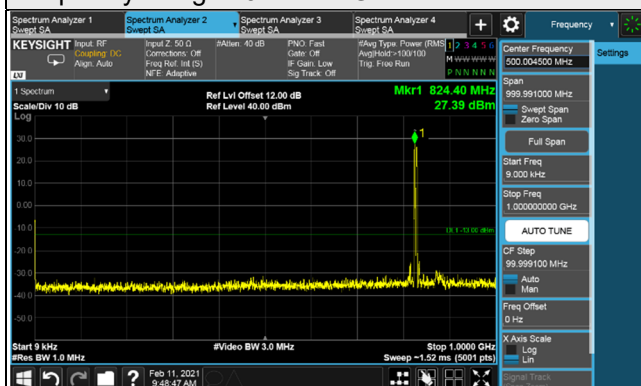 Spectrum Analyzer 1
Swept SA
Spectrum Analyzer 2
Swept SA
Spectrum Analyzer 3
Swept SA
Spectrum Analyzer 4
Swept SA
+
Frequency
KEYSIGHT
Input: RF
Coupling: DC
Align: Auto
Input Z: 50 Ω
Corrections: Off
Freq Ref: Int (S)
NFE: Adaptive
#Atten: 40 dB
PNO: Fast
Gate: Off
IF Gain: Low
Sig Track: Off
#Avg Type: Power (RMS
Avg|Hold:>100/100
Trig: Free Run
1 2 3 4 5 6
M W W W W W
P N N N N N
LXI
1 Spectrum
Scale/Div 10 dB
Log
Ref Lvl Offset 12.00 dB
Ref Level 40.00 dBm
Mkr1 824.40 MHz
27.39 dBm
1
30.0
20.0
10.0
0.00
-10.0
-20.0
-30.0
-40.0
-50.0
DL1 -13.00 dBm
Start 9 kHz
#Res BW 1.0 MHz
#Video BW 3.0 MHz
Stop 1.0000 GHz
Sweep ~1.52 ms (5001 pts)
Center Frequency
500.004500 MHz
Settings
Span
999.991000 MHz
Swept Span
Zero Span
Full Span
Start Freq
9.000 kHz
Stop Freq
1.000000000 GHz
AUTO TUNE
CF Step
99.999100 MHz
Auto
Man
Freq Offset
0 Hz
X Axis Scale
Log
Lin
Signal Track
Feb 11, 2021
9:48:47 AM